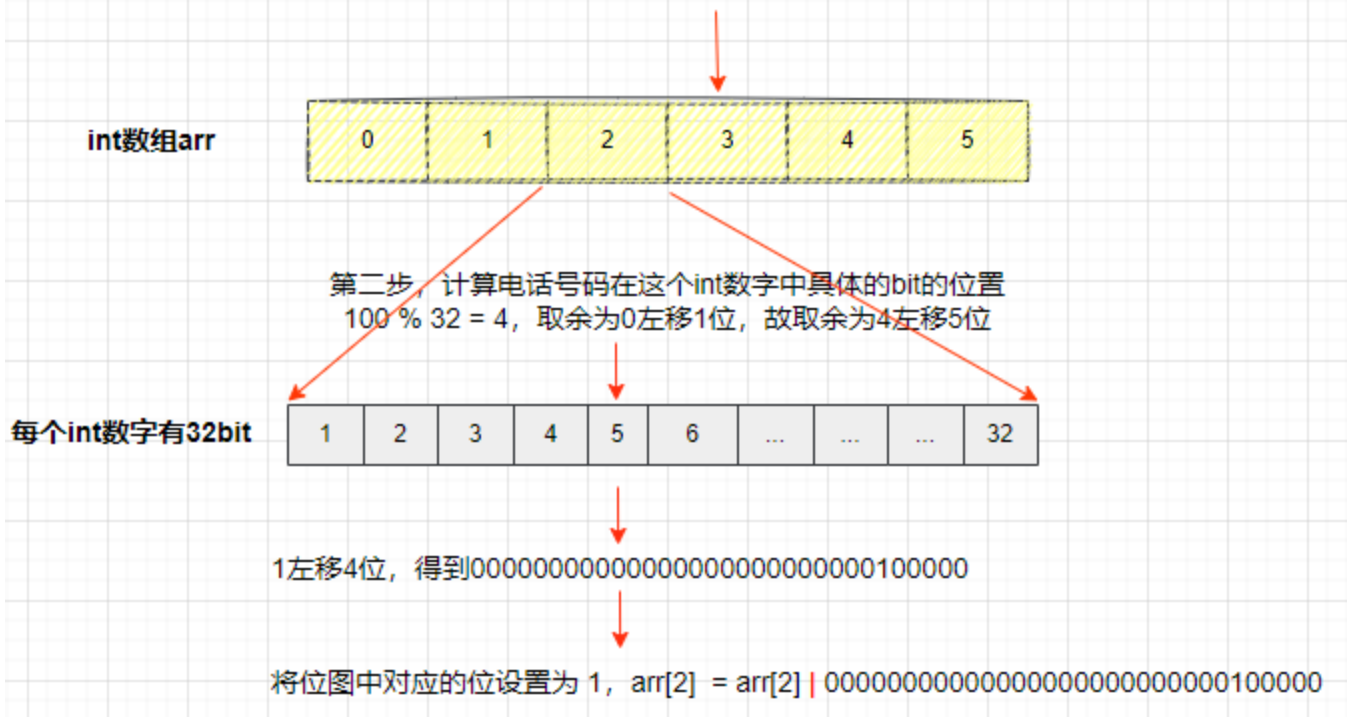 int数组arr
0 1 2 3 4 5
第二步，计算电话号码在这个int数字中具体的bit的位置
100 % 32 = 4，取余为0左移1位，故取余为4左移5位
每个int数字有32bit
1 2 3 4 5 6 ... ... ... 32
1左移4位，得到00000000000000000000000000100000
将位图中对应的位设置为 1，arr[2] = arr[2] | 00000000000000000000000000100000